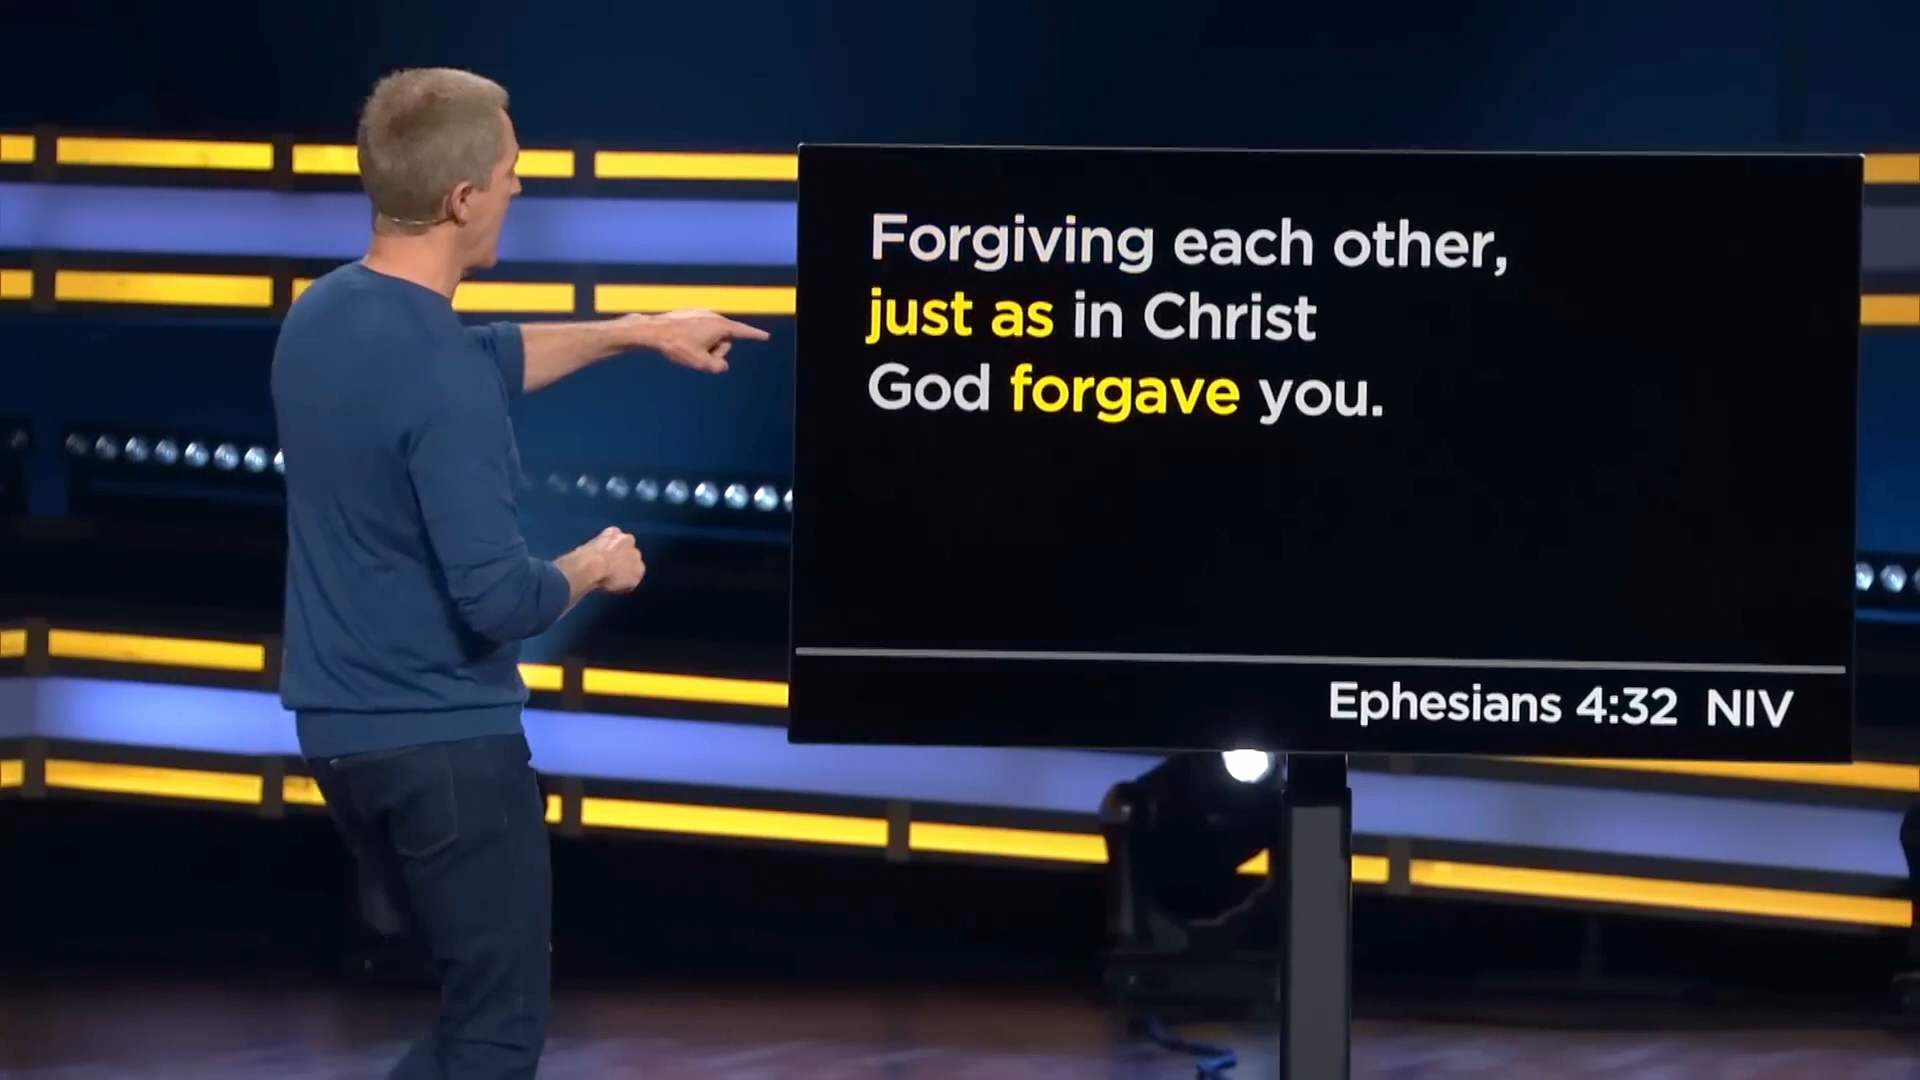 Forgiving each other,
just as in Christ
God forgave you.
Ephesians 4:32 NIV